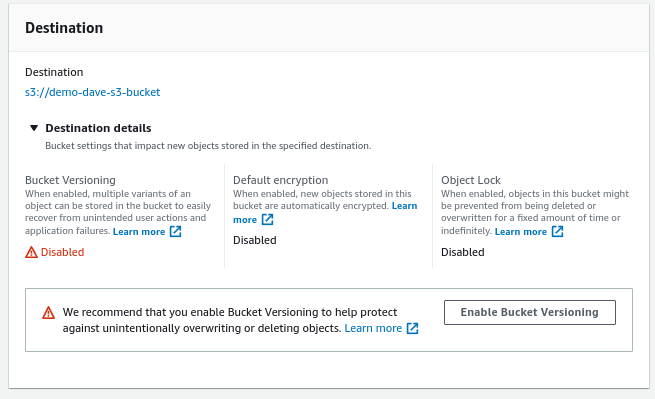 Destination
Destination
s3://demo-dave-s3-bucket
Destination details
Bucket settings that impact new objects stored in the specified destination.
Bucket Versioning
When enabled, multiple variants of an
object can be stored in the bucket to easily
recover from unintended user actions and
application failures. Learn more
Disabled
Default encryption
When enabled, new objects stored in this
bucket are automatically encrypted. Learn
more
Disabled
Object Lock
When enabled, objects in this bucket might
be prevented from being deleted or
overwritten for a fixed amount of time or
indefinitely. Learn more
Disabled
We recommend that you enable Bucket Versioning to help protect
against unintentionally overwriting or deleting objects. Learn more
Enable Bucket Versioning